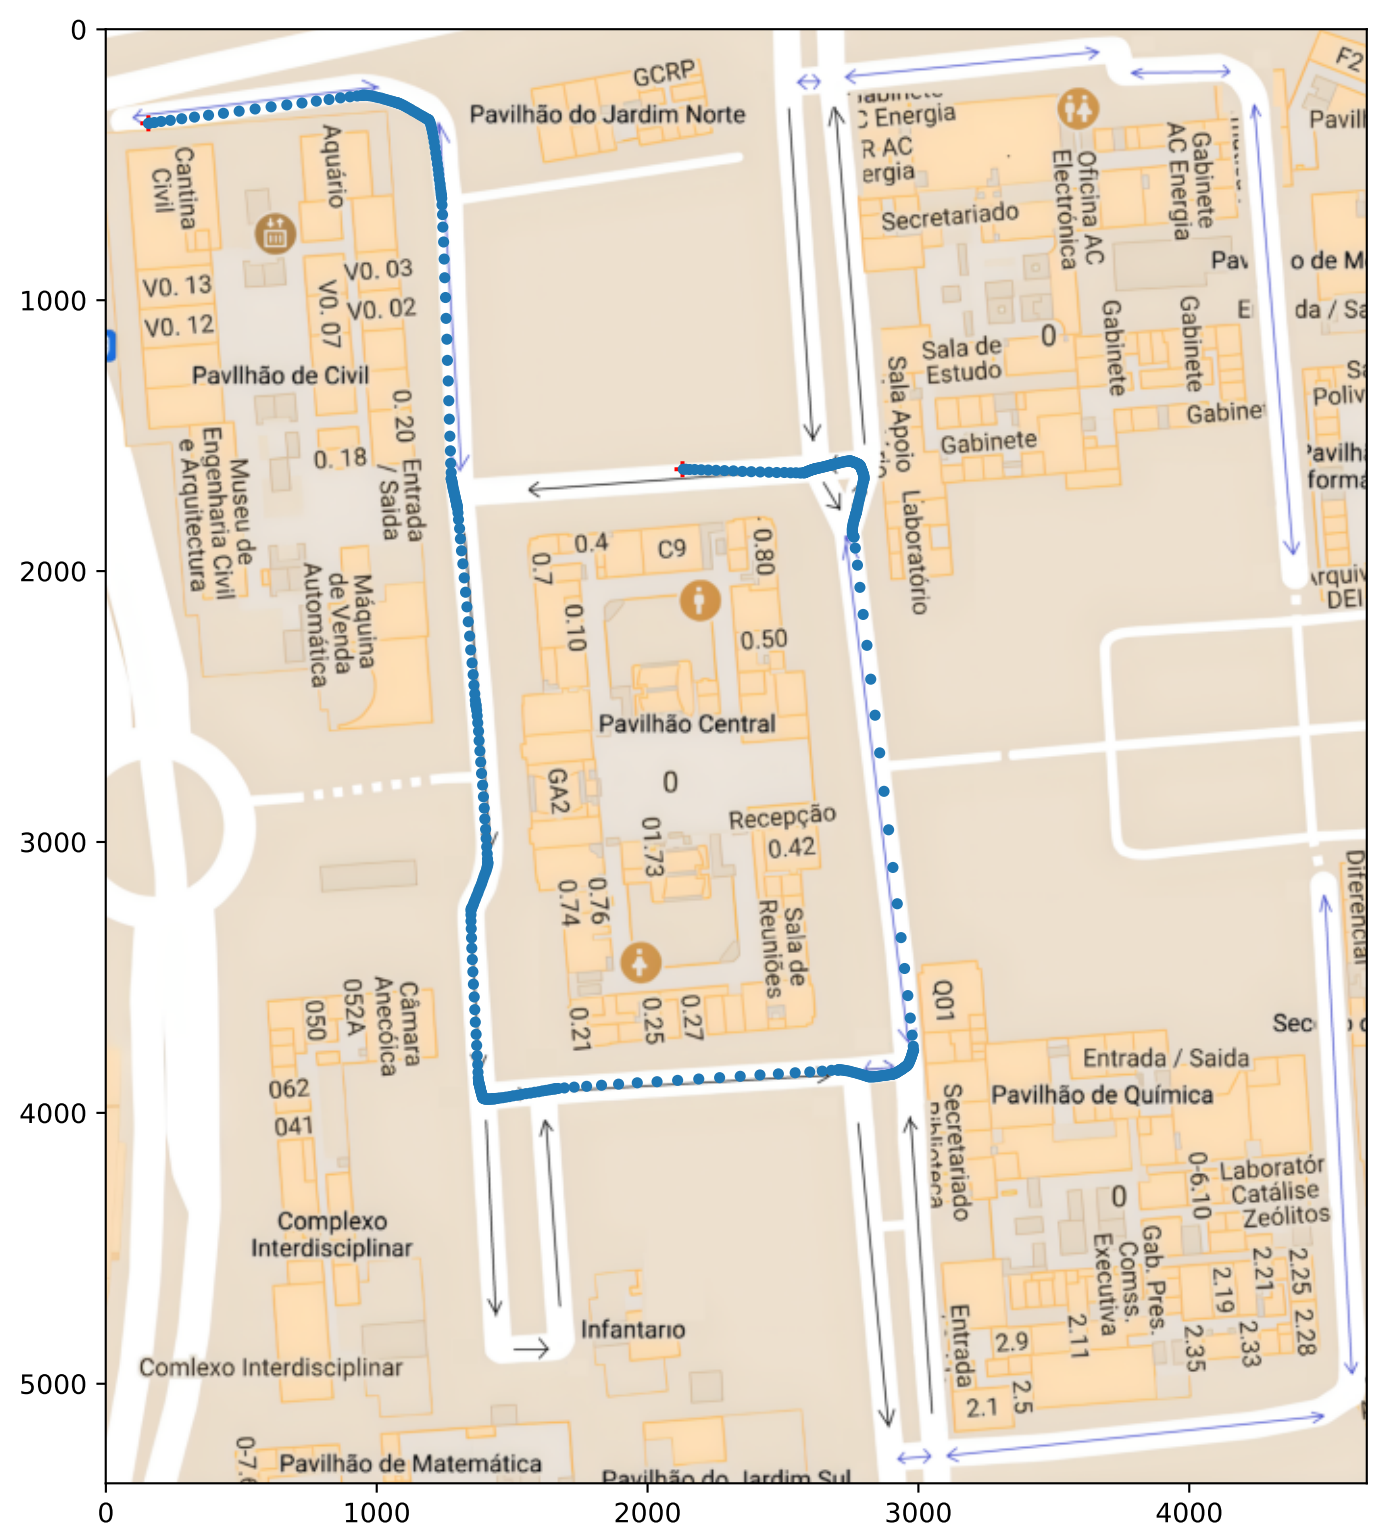 0
GCRP
Pavilhão do Jardim Norte
F2
C Energia
R AC
Gabinete
AC Energia
Oficina AC
Electrónica
Secretariado
Cantina
Civil
Aquário
V0. 13
V0. 12
V0. 03
V0. 02
V0. 07
1000
Pavilhão de Civil
0. 20
0. 18
Sala de
Estudo
0
Gabinete
Gabinete
Gabinete
Sala Apoio
Laboratório
Museu de
Engenharia Civil
e Arquitectura
Entrada
/ Saida
Máquina
de Venda
Automática
2000
0.4
C9
0.80
0.7
0.10
0.50
DEI
Pavilhão Central
GA2
0
Recepção
01.73
0.42
3000
0.74
0.76
Sala de
Reuniões
0.21
0.25
0.27
Q01
Câmara
Anecóica
052A
050
062
041
Entrada / Saida
Pavilhão de Química
4000
Secretariado
Biblioteca
0-6.10
Laboratór
Catálise
Zeólitos
0
Gab. Pres.
Comss.
Executiva
Complexo
Interdisciplinar
Infantario
Comlexo Interdisciplinar
Entrada
2.9
2.11
2.19
2.21
2.25
2.28
2.33
2.35
2.5
2.1
5000
Pavilhão de Matemática
Pavilhão do Jardim Sul
0
1000
2000
3000
4000